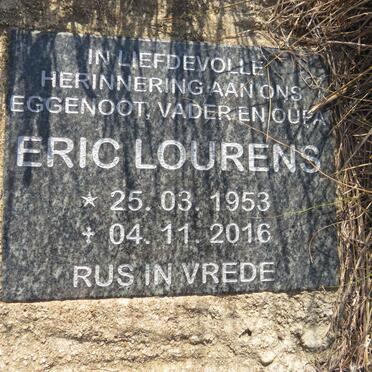 IN LIEFDEVOLLE
HERINNERING AAN ONS
EGGENOOT, VADER EN OUPA
ERIC LOURENS
* 25. 03. 1953
✝ 04. 11. 2016
RUS IN VREDE